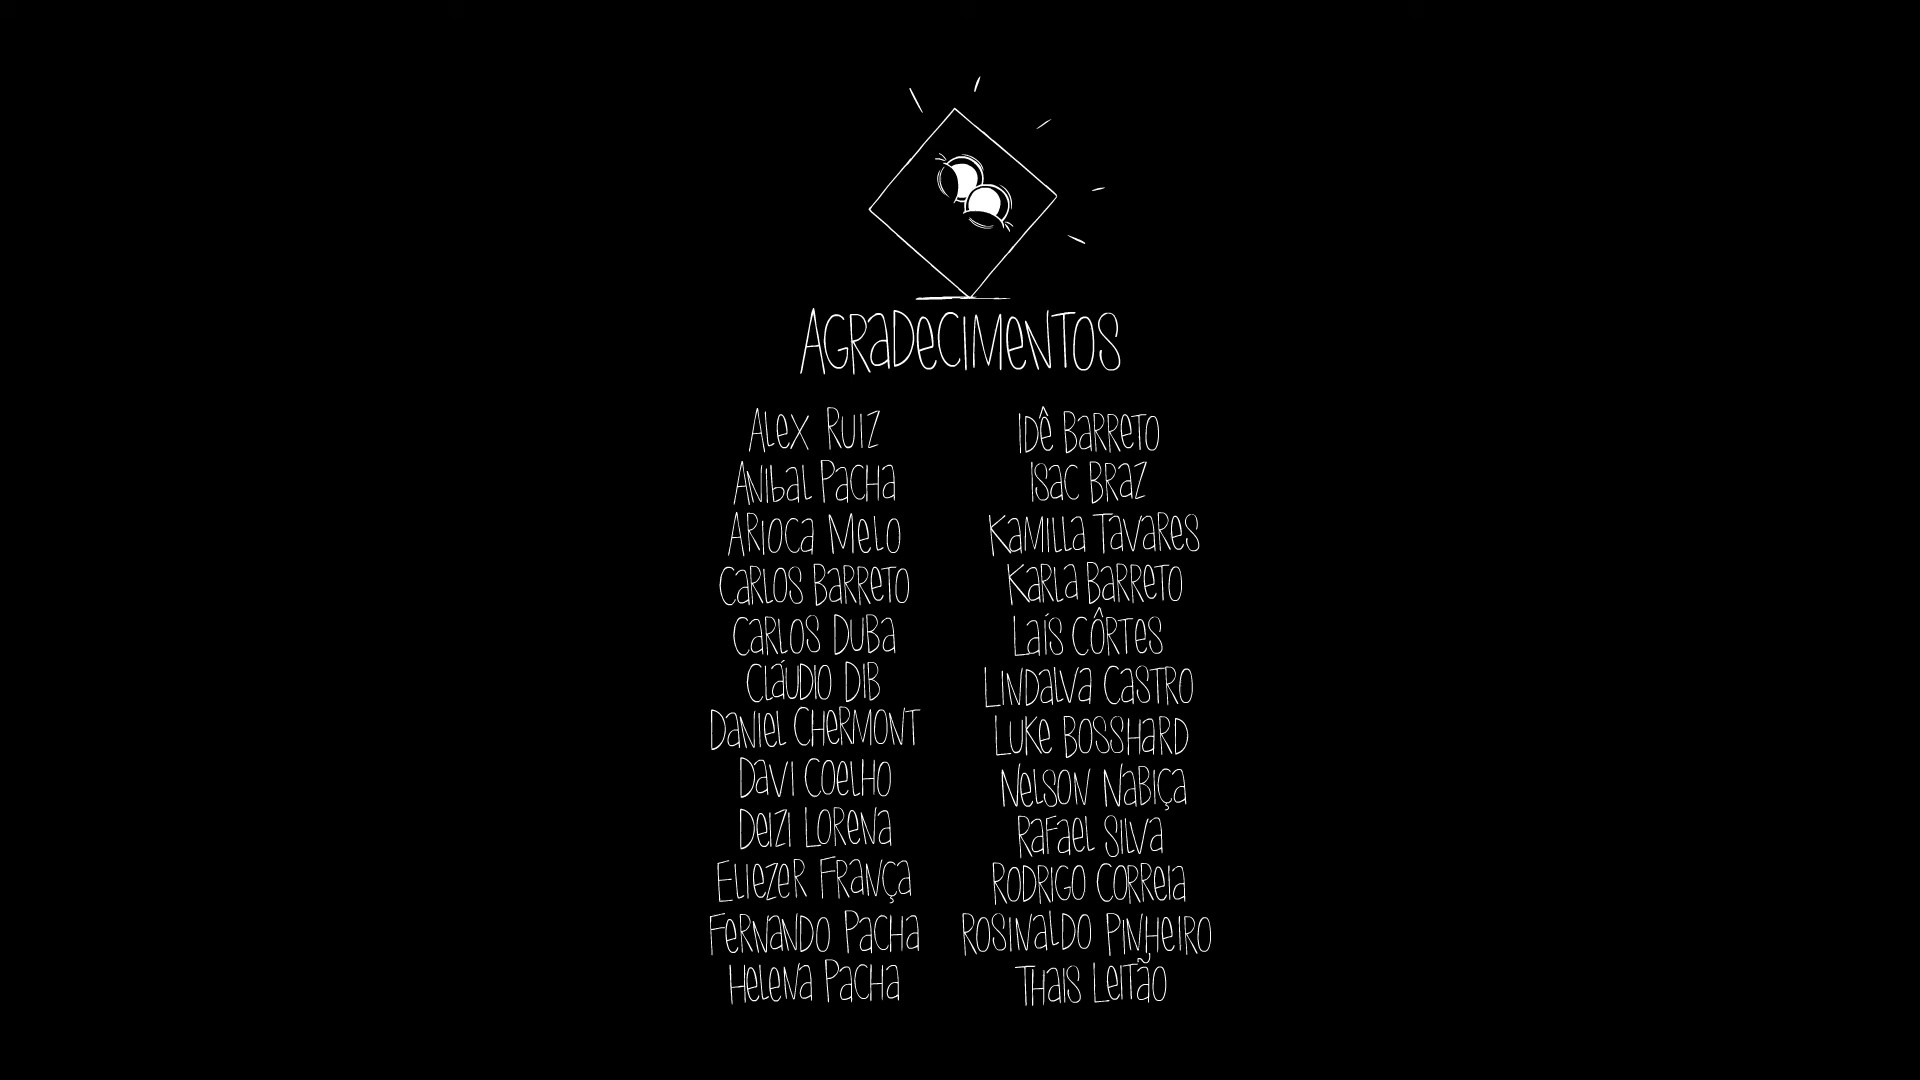 AGRADECIMENTOS
ALEX RUIZ
ANIBAL PACHA
ARIOCA MELO
CARLOS BARRETO
CARLOS DUBA
CLÁUDIO DIB
DANIEL CHERMONT
DAVI COELHO
DEIZI LORENA
ELIEZER FRANÇA
FERNANDO PACHA
HELENA PACHA
IDÊ BARRETO
ISAC BRAZ
KAMILLA TAVARES
KARLA BARRETO
LAÍS CÔRTES
LINDALVA CASTRO
LUKE BOSSHARD
NELSON NABIÇA
RAFAEL SILVA
RODRIGO CORREIA
ROSINALDO PINHEIRO
THAIS LEITÃO